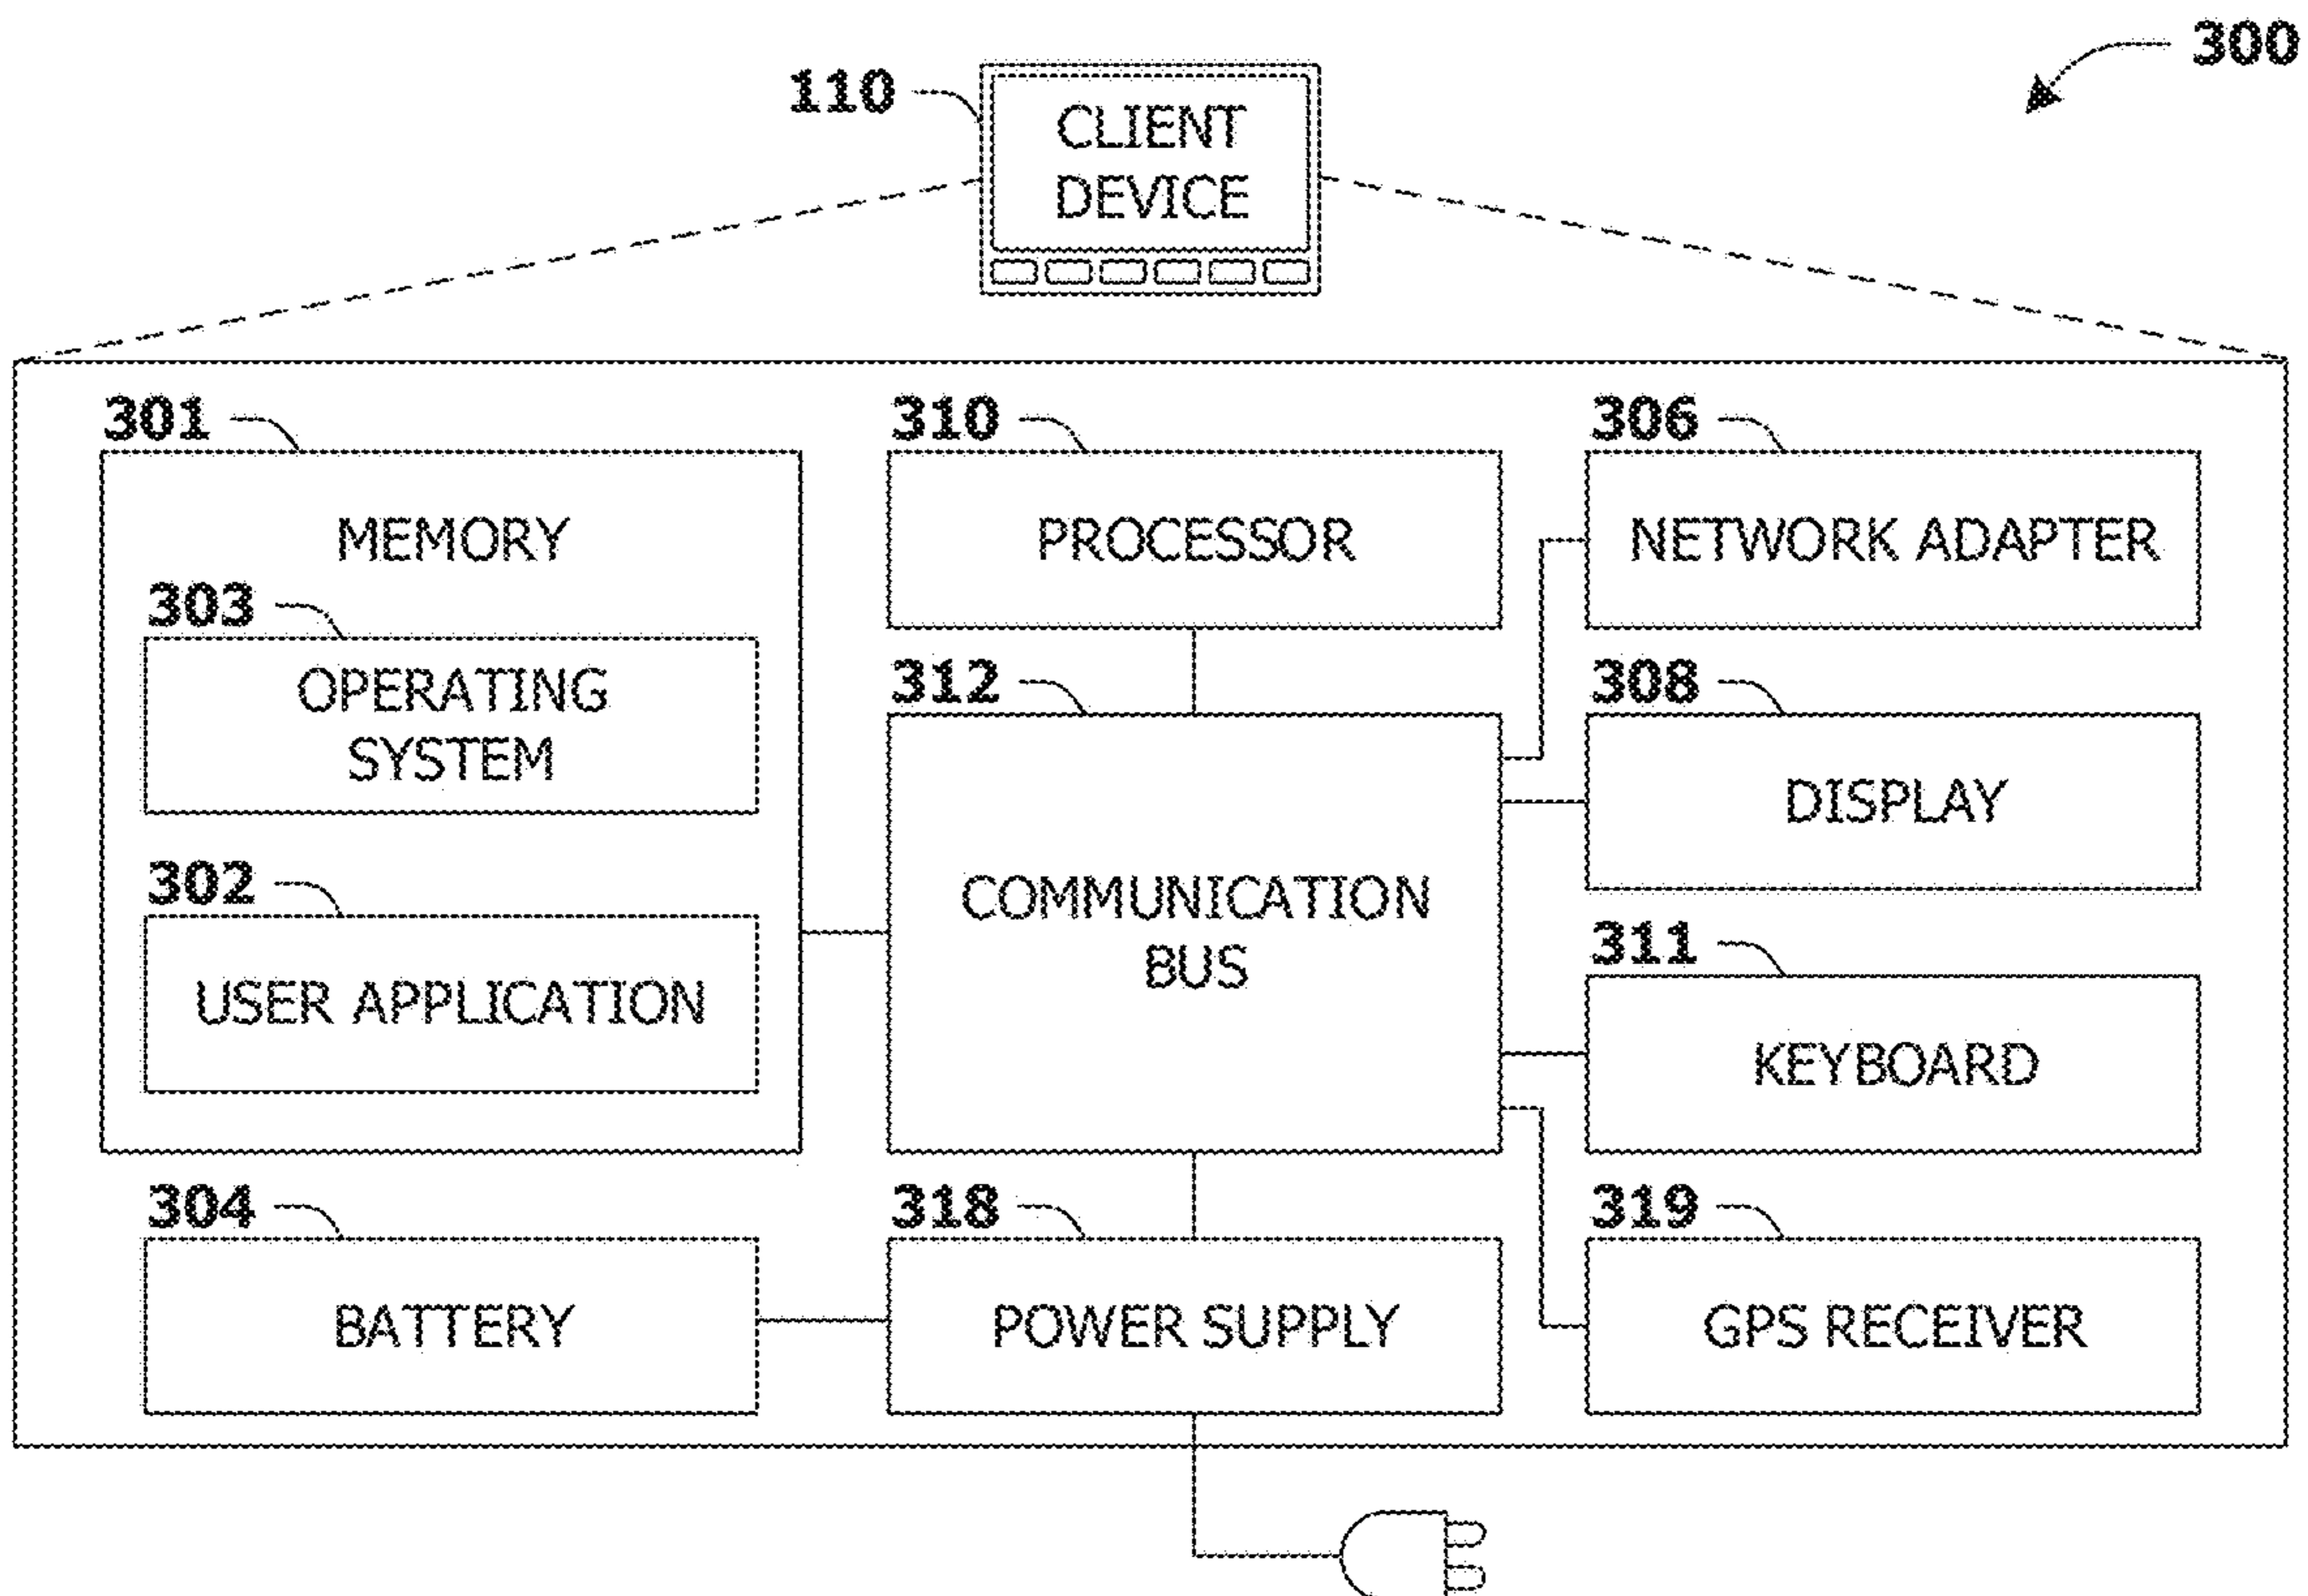 300
110
CLIENT
DEVICE
301
310
306
MEMORY
PROCESSOR
NETWORK ADAPTER
303
OPERATING
SYSTEM
312
308
COMMUNICATION
BUS
DISPLAY
302
USER APPLICATION
311
KEYBOARD
304
318
319
BATTERY
POWER SUPPLY
GPS RECEIVER